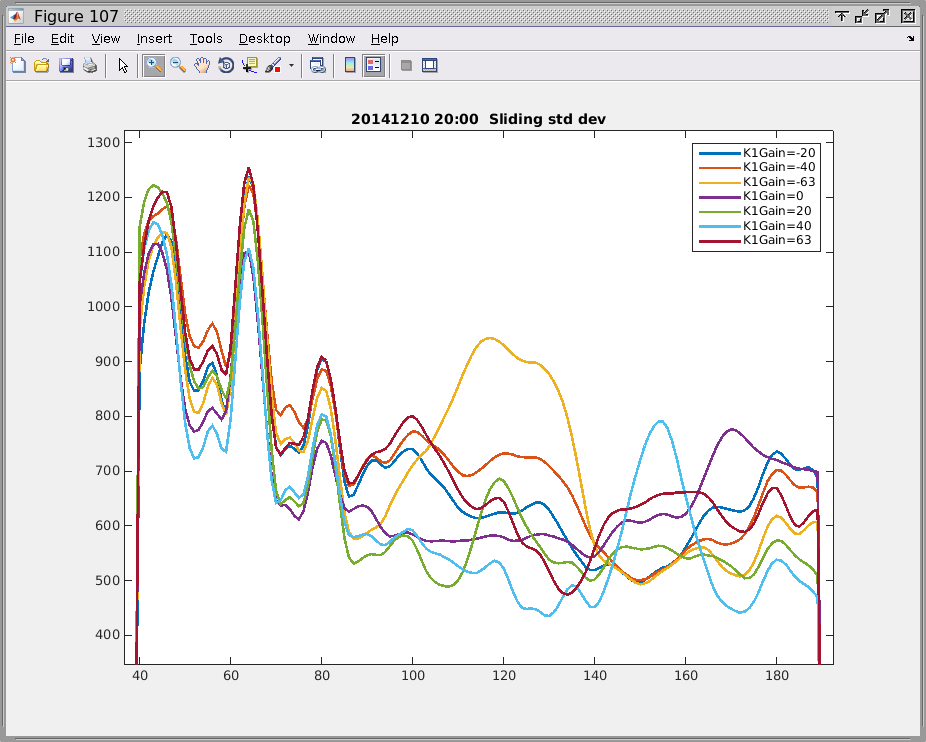 Figure 107
File Edit View Insert Tools Desktop Window Help
20141210 20:00  Sliding std dev
1300
1200
1100
1000
900
800
700
600
500
400
K1Gain=-20
K1Gain=-40
K1Gain=-63
K1Gain=0
K1Gain=20
K1Gain=40
K1Gain=63
40 60 80 100 120 140 160 180